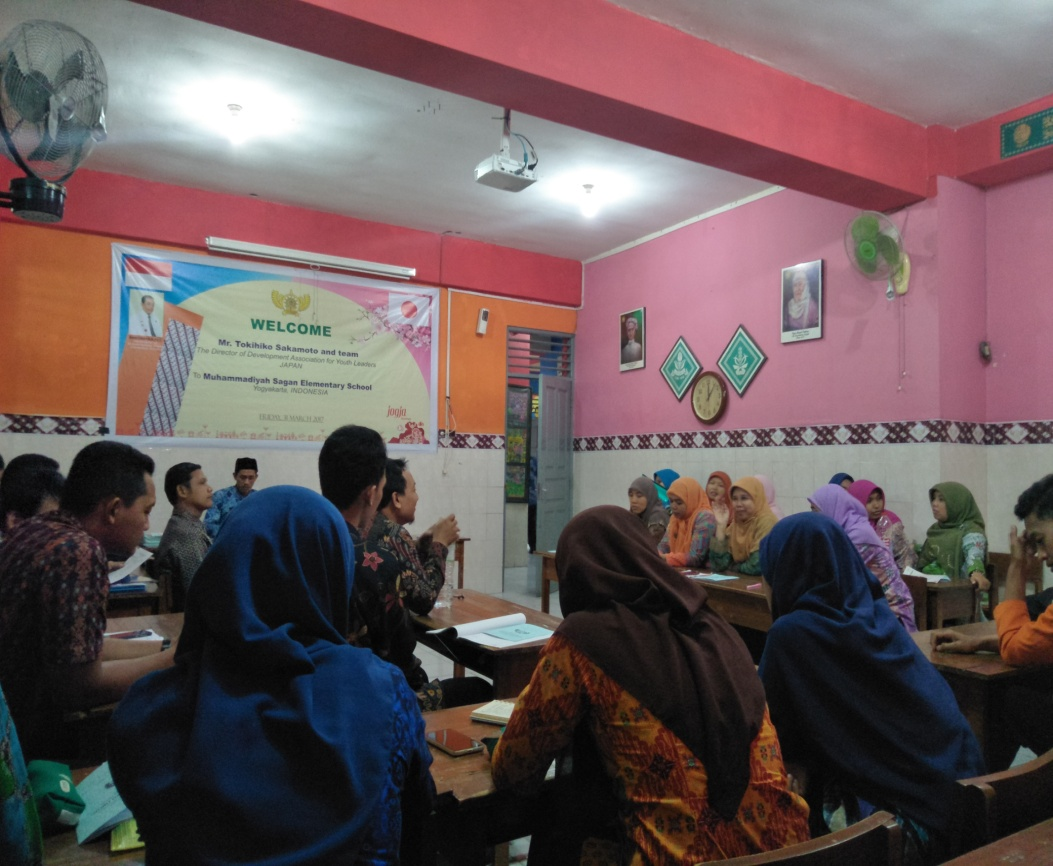 WELCOME
Mr. Tokihiko Sakamoto and team
The Director of Development Association for Youth Leaders
JAPAN
To Muhammadiyah Sagan Elementary School
Yogyakarta, INDONESIA
jogja